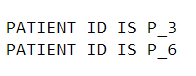 PATIENT ID IS P_3
PATIENT ID IS P_6